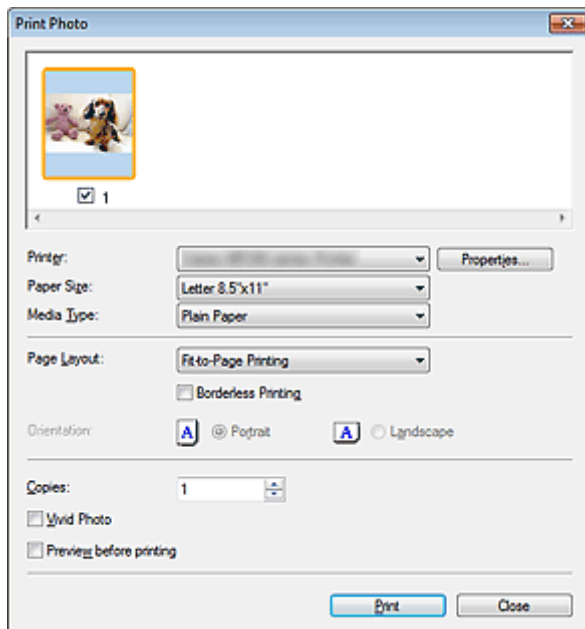 Print Photo
1
Printer: Properties...
Paper Size: Letter 8.5"x11"
Media Type: Plain Paper
Page Layout: Fit-to-Page Printing
Borderless Printing
Orientation: A Portrait A Landscape
Copies: 1
Vivid Photo
Preview before printing
Print Close